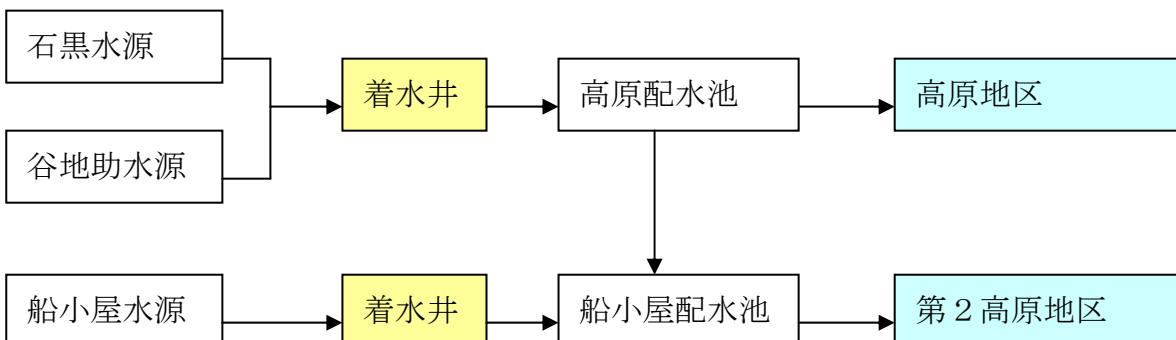 石黒水源
谷地助水源
着水井
高原配水池
高原地区
船小屋水源
着水井
船小屋配水池
第２高原地区